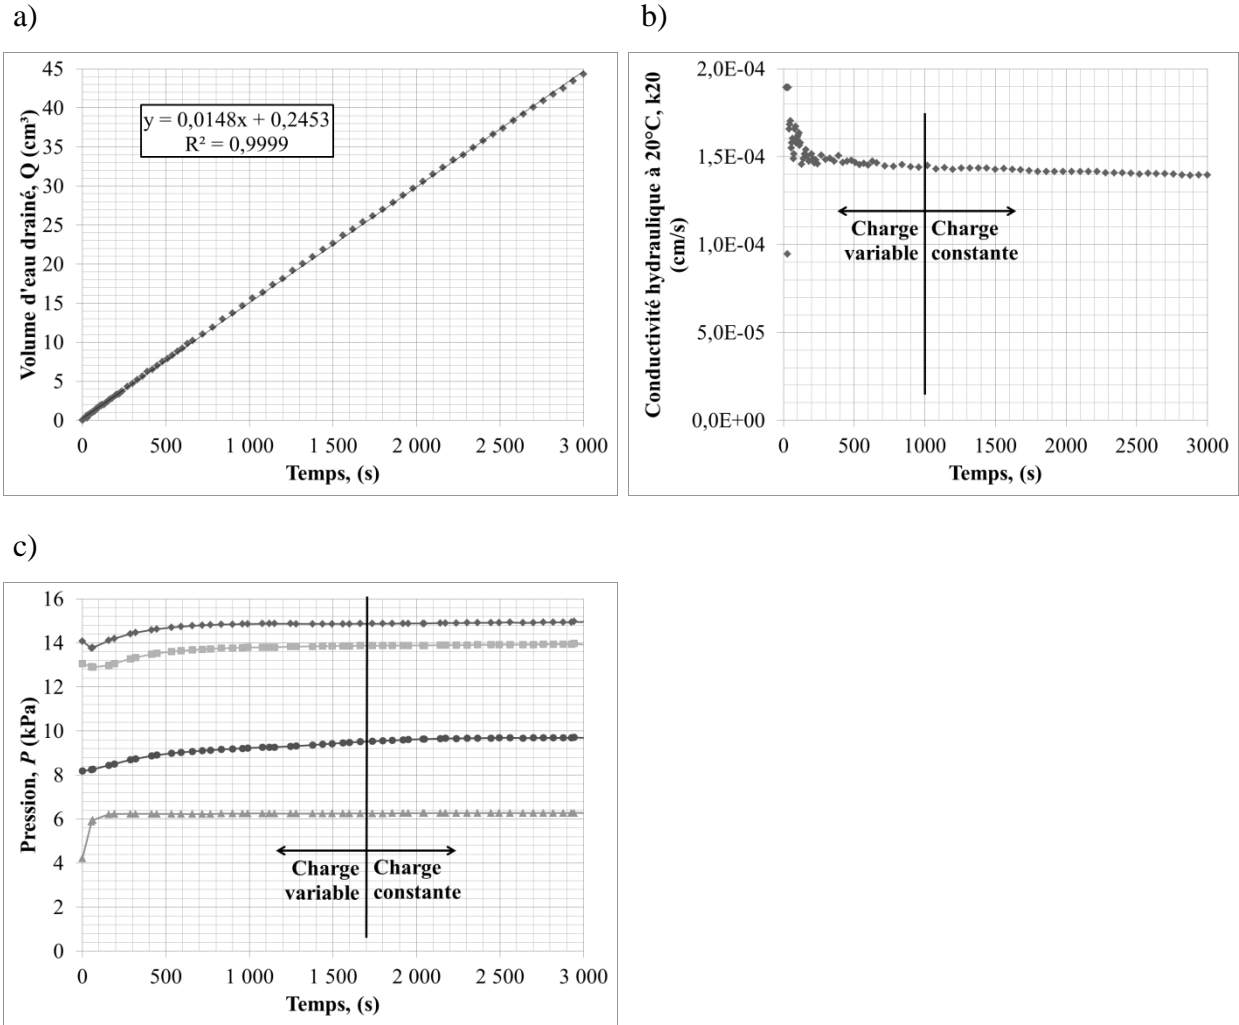 a)
45
40
35
30
25
20
15
10
5
0
Volume d'eau drainé, Q (cm³)
y = 0,0148x + 0,2453
R² = 0,9999
0 500 1 000 1 500 2 000 2 500 3 000
Temps, (s)
b)
2,0E-04
1,5E-04
1,0E-04
5,0E-05
0,0E+00
Conductivité hydraulique à 20°C, k20
(cm/s)
Charge
variable
Charge
constante
0 500 1000 1500 2000 2500 3000
Temps, (s)
c)
16
14
12
10
8
6
4
2
0
Pression, P (kPa)
Charge
variable
Charge
constante
0 500 1 000 1 500 2 000 2 500 3 000
Temps, (s)